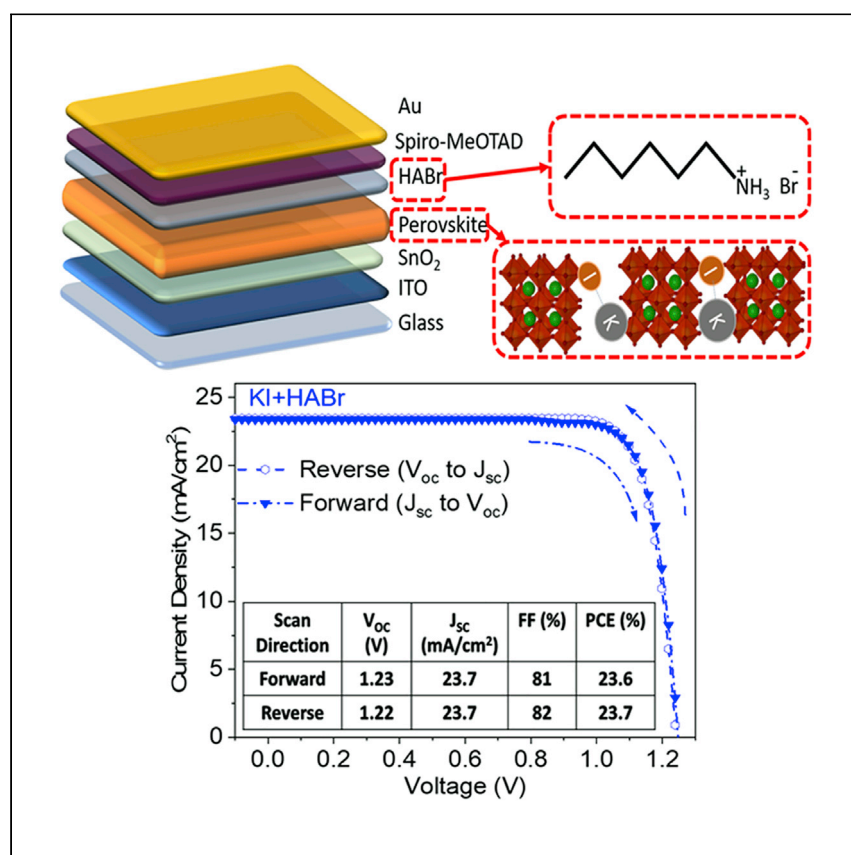 Au
Spiro-MeOTAD
HABr
Perovskite
SnO₂
ITO
Glass
+
NH₃ Br⁻
I
I
K
K
KI+HABr
Reverse (Vₒc to Jₛc)
Forward (Jₛc to Vₒc)
Current Density (mA/cm²)
25
20
15
10
5
0
Scan Direction V_OC (V) J_SC (mA/cm²) FF (%) PCE (%)
Forward 1.23 23.7 81 23.6
Reverse 1.22 23.7 82 23.7
0.0 0.2 0.4 0.6 0.8 1.0 1.2
Voltage (V)